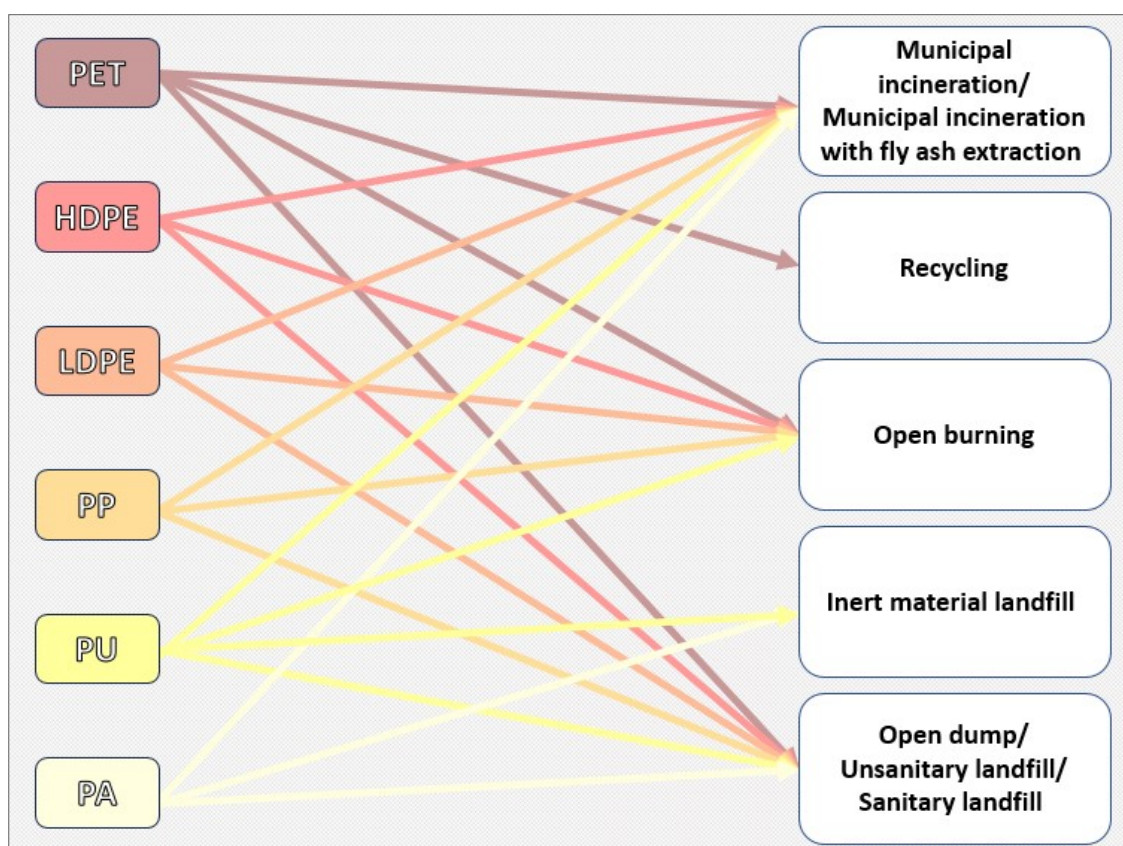 PET
HDPE
LDPE
PP
PU
PA
Municipal
incineration/
Municipal incineration
with fly ash extraction
Recycling
Open burning
Inert material landfill
Open dump/
Unsanitary landfill/
Sanitary landfill